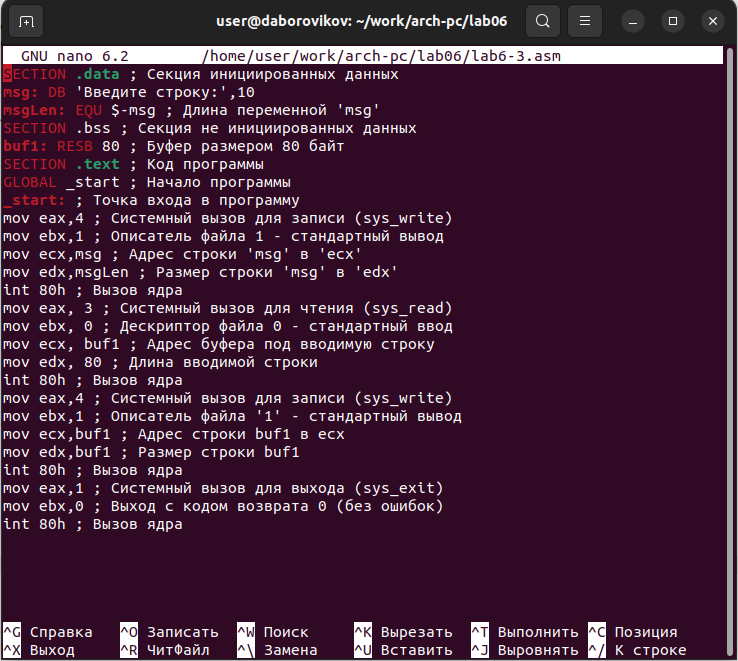 user@daborovikov: ~/work/arch-pc/lab06
GNU nano 6.2 /home/user/work/arch-pc/lab06/lab6-3.asm
SECTION .data ; Секция инициированных данных
msg: DB 'Введите строку:',10
msgLen: EQU $-msg ; Длина переменной 'msg'
SECTION .bss ; Секция не инициированных данных
buf1: RESB 80 ; Буфер размером 80 байт
SECTION .text ; Код программы
GLOBAL _start ; Начало программы
_start: ; Точка входа в программу
mov eax,4 ; Системный вызов для записи (sys_write)
mov ebx,1 ; Описатель файла 1 - стандартный вывод
mov ecx,msg ; Адрес строки 'msg' в 'ecx'
mov edx,msgLen ; Размер строки 'msg' в 'edx'
int 80h ; Вызов ядра
mov eax, 3 ; Системный вызов для чтения (sys_read)
mov ebx, 0 ; Дескриптор файла 0 - стандартный ввод
mov ecx, buf1 ; Адрес буфера под вводимую строку
mov edx, 80 ; Длина вводимой строки
int 80h ; Вызов ядра
mov eax,4 ; Системный вызов для записи (sys_write)
mov ebx,1 ; Описатель файла '1' - стандартный вывод
mov ecx,buf1 ; Адрес строки buf1 в ecx
mov edx,buf1 ; Размер строки buf1
int 80h ; Вызов ядра
mov eax,1 ; Системный вызов для выхода (sys_exit)
mov ebx,0 ; Выход с кодом возврата 0 (без ошибок)
int 80h ; Вызов ядра
^G Справка ^O Записать ^W Поиск ^K Вырезать ^T Выполнить ^C Позиция
^X Выход ^R ЧитФайл ^\ Замена ^U Вставить ^J Выровнять ^/ К строке